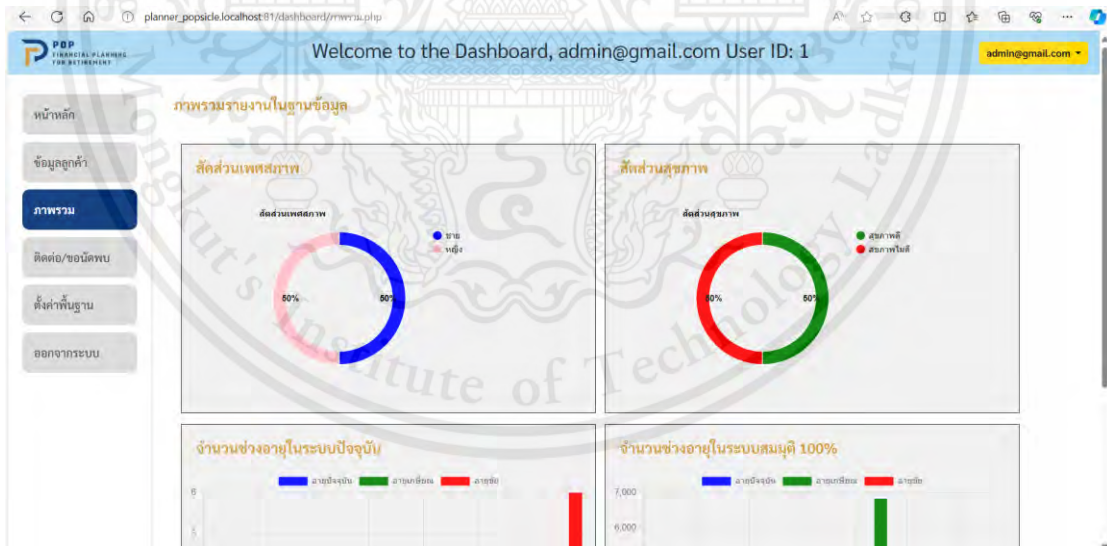 planner_popsicle.localhost:81/dashboard/ภาพรวม.php
POP
FINANCIAL PLANNING
FOR RETIREMENT
Welcome to the Dashboard, admin@gmail.com User ID: 1
admin@gmail.com
หน้าหลัก
ข้อมูลลูกค้า
ภาพรวม
ติดต่อ/ขอนัดพบ
ตั้งค่าพื้นฐาน
ออกจากระบบ
ภาพรวมรายงานในฐานข้อมูล
สัดส่วนเพศสภาพ
สัดส่วนเพศสภาพ
ชาย
หญิง
50%
50%
สัดส่วนสุขภาพ
สัดส่วนสุขภาพ
สุขภาพดี
สุขภาพไม่ดี
50%
50%
จำนวนช่วงอายุในระบบปัจจุบัน
อายุปัจจุบัน อายุเกษียณ อายุขัย
6
5
จำนวนช่วงอายุในระบบสมมุติ 100%
อายุปัจจุบัน อายุเกษียณ อายุขัย
7,000
6,000
Institute of Technology Ladkra